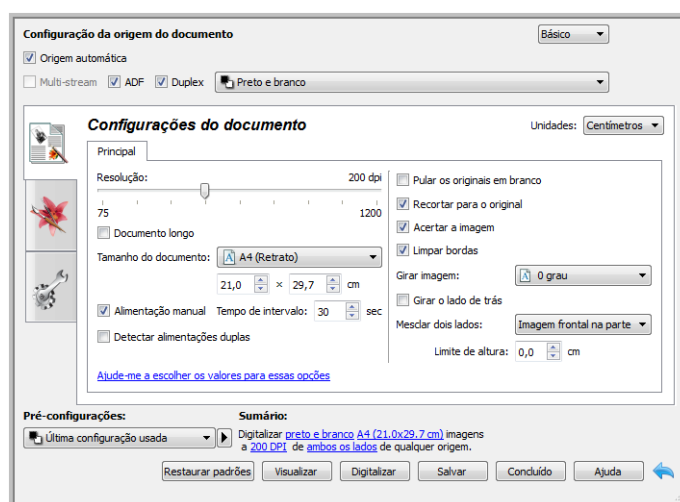 Configuração da origem do documento
Básico
Origem automática
Multi-stream ADF Duplex Preto e branco
Configurações do documento
Unidades: Centímetros
Principal
Resolução: 200 dpi
75 1200
Documento longo
Tamanho do documento: A4 (Retrato)
21,0 × 29,7 cm
Alimentação manual Tempo de intervalo: 30 sec
Detectar alimentações duplas
Ajude-me a escolher os valores para essas opções
Pular os originais em branco
Recortar para o original
Acertar a imagem
Limpar bordas
Girar imagem: 0 grau
Girar o lado de trás
Mesclar dois lados: Imagem frontal na parte
Limite de altura: 0,0 cm
Pré-configurações:
Última configuração usada
Sumário:
Digitalizar preto e branco A4 (21.0x29.7 cm) imagens
a 200 DPI de ambos os lados de qualquer origem.
Restaurar padrões Visualizar Digitalizar Salvar Concluído Ajuda